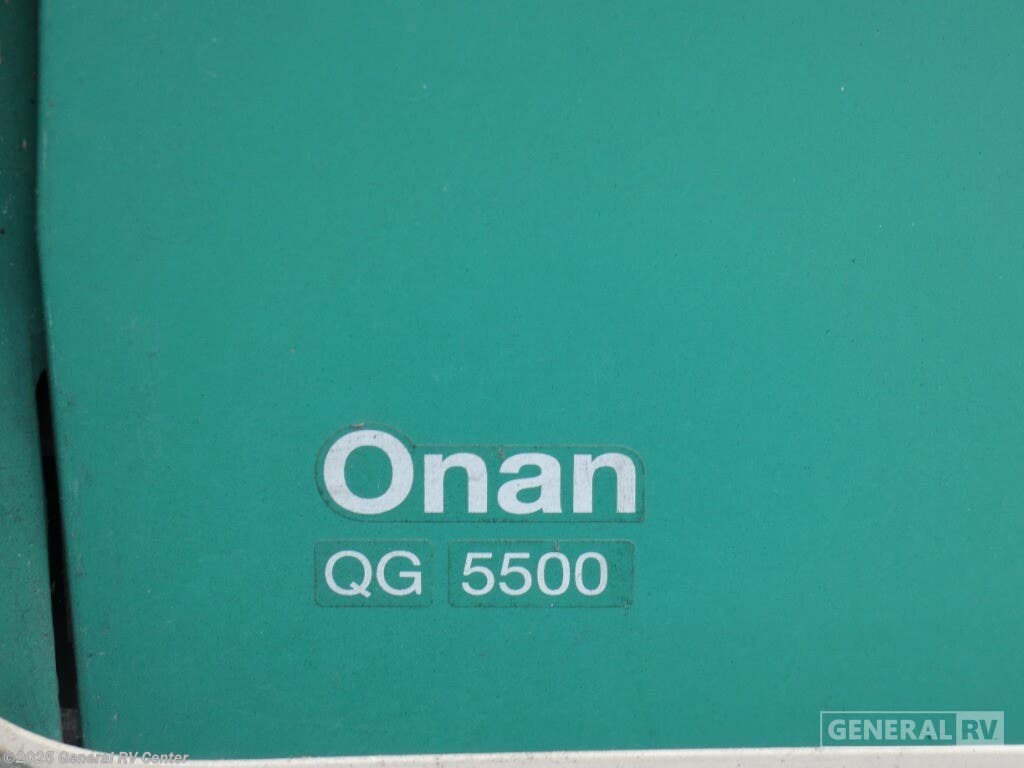 Onan
QG 5500
GENERAL RV
©2025 General RV Center